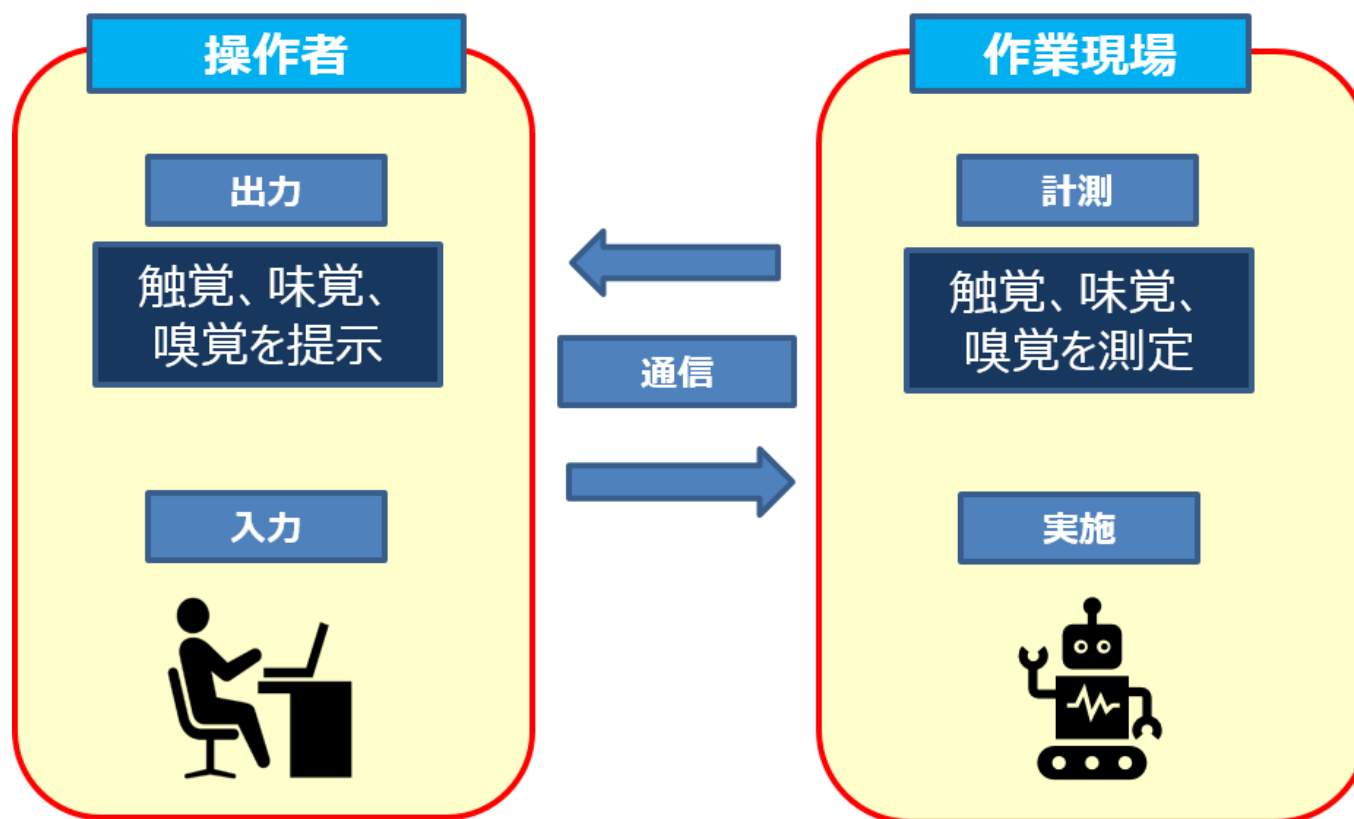 操作者
出力
触覚、味覚、
嗅覚を提示
入力
通信
作業現場
計測
触覚、味覚、
嗅覚を測定
実施